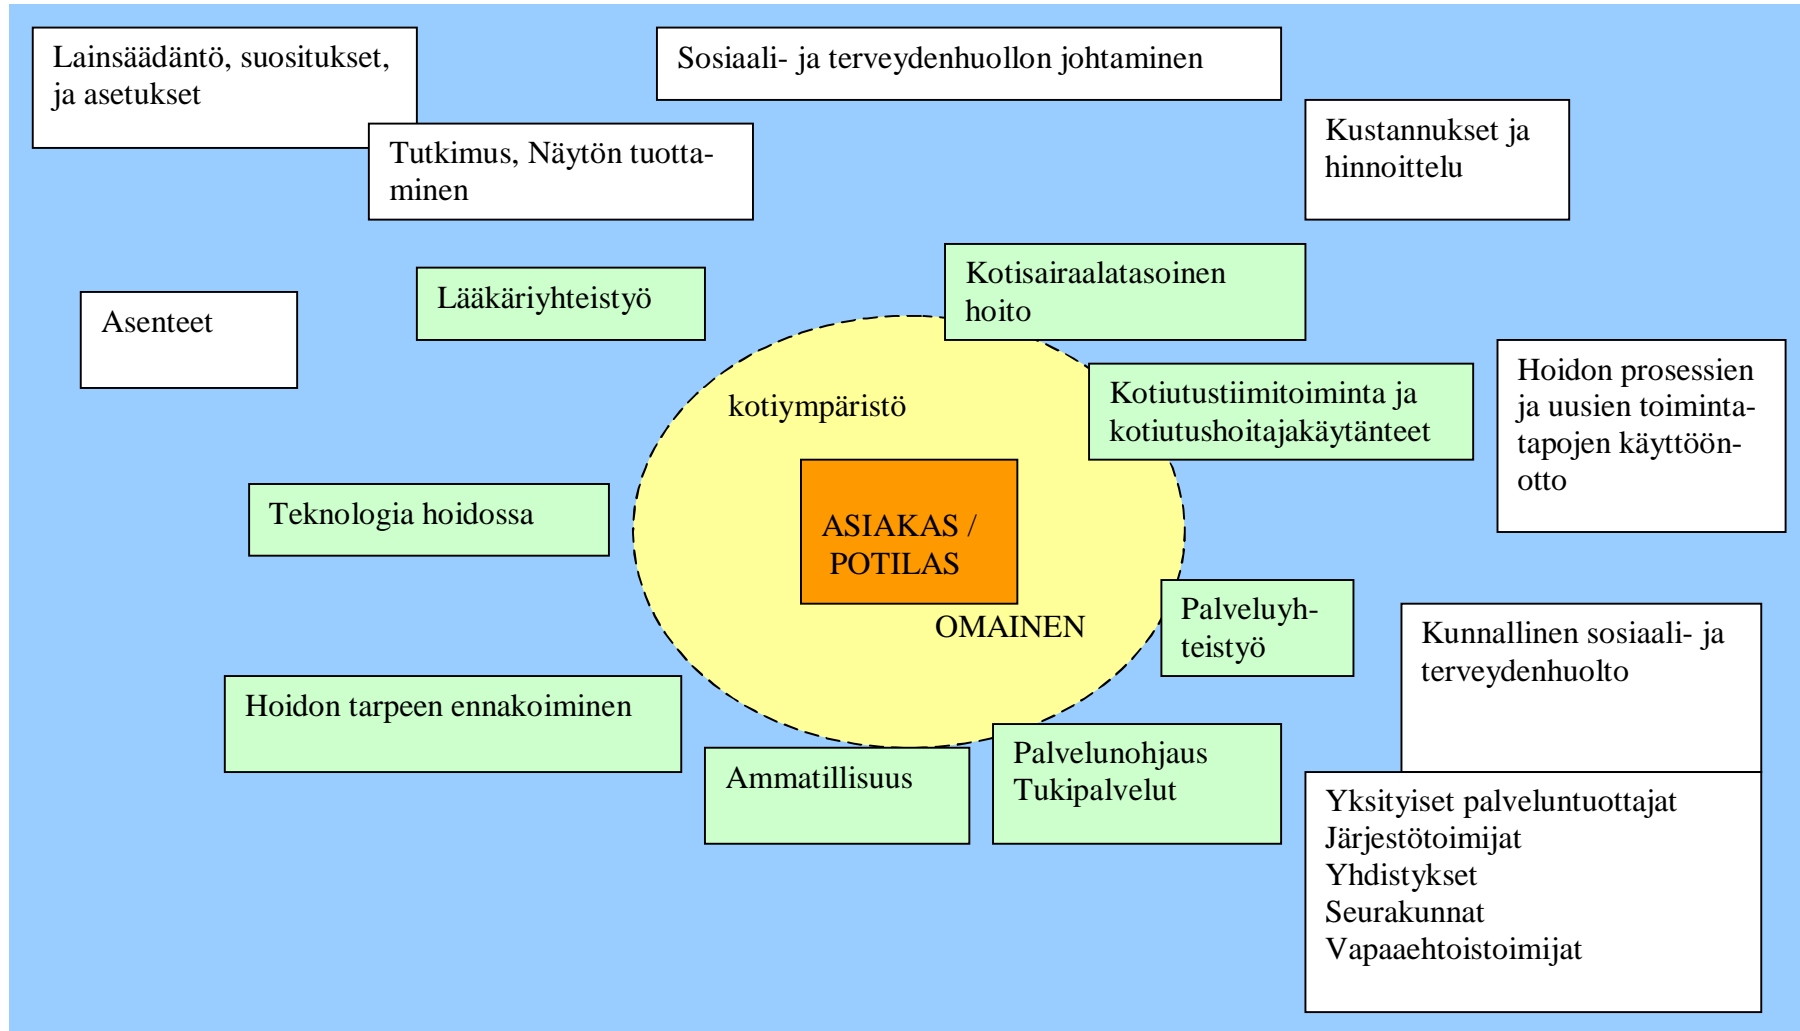 Lainsäädäntö, suositukset,
ja asetukset
Sosiaali- ja terveydenhuollon johtaminen
Tutkimus, Näytön tuotta-
minen
Kustannukset ja
hinnoittelu
Lääkäriyhteistyö
Kotisairaalatasoinen
hoito
Asenteet
kotiympäristö
Kotiutustiimitoiminta ja
kotiutushoitajakäytänteet
Hoidon prosessien
ja uusien toiminta-
tapojen käyttöön-
otto
Teknologia hoidossa
ASIAKAS /
POTILAS
OMAINEN
Palveluyh-
teistyö
Kunnallinen sosiaali- ja
terveydenhuolto
Hoidon tarpeen ennakoiminen
Ammatillisuus
Palvelunohjaus
Tukipalvelut
Yksityiset palveluntuottajat
Järjestötoimijat
Yhdistykset
Seurakunnat
Vapaaehtoistoimijat